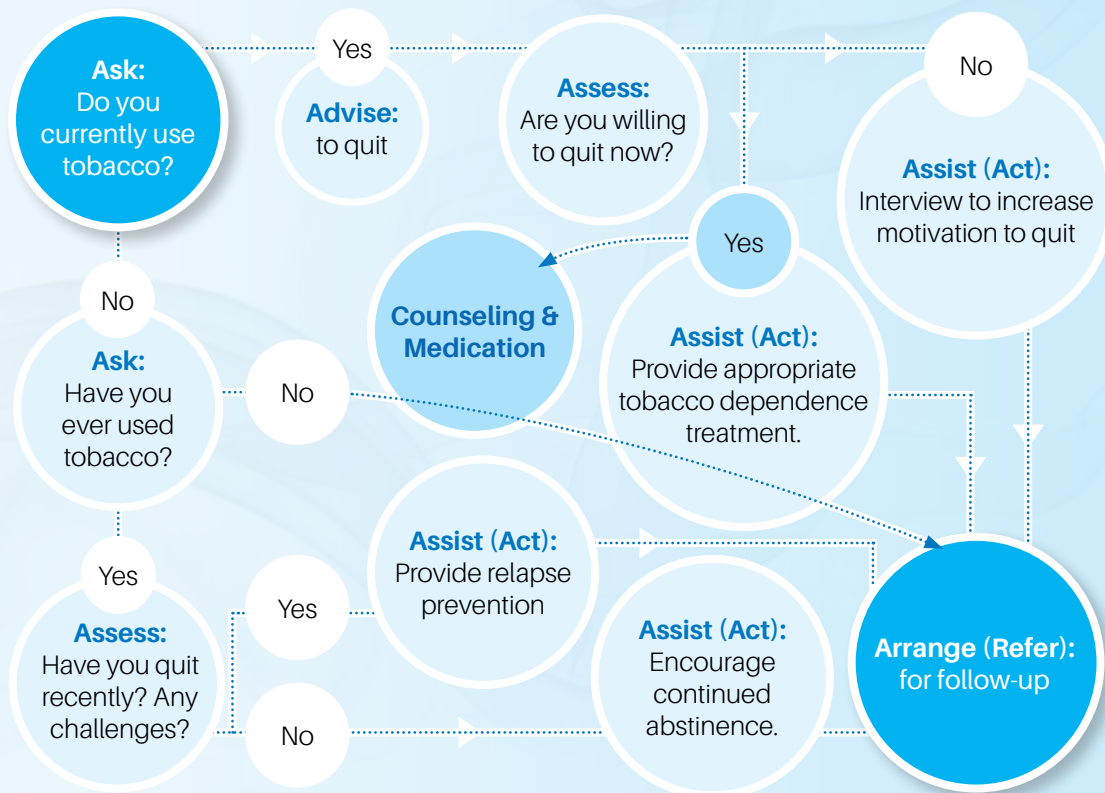 Ask:
Do you
currently use
tobacco?
Yes
Advise:
to quit
Assess:
Are you willing
to quit now?
No
Assist (Act):
Interview to increase
motivation to quit
Yes
Counseling &
Medication
Assist (Act):
Provide appropriate
tobacco dependence
treatment.
No
Ask:
Have you
ever used
tobacco?
No
Yes
Assess:
Have you quit
recently? Any
challenges?
Yes
Assist (Act):
Provide relapse
prevention
No
Assist (Act):
Encourage
continued
abstinence.
Arrange (Refer):
for follow-up